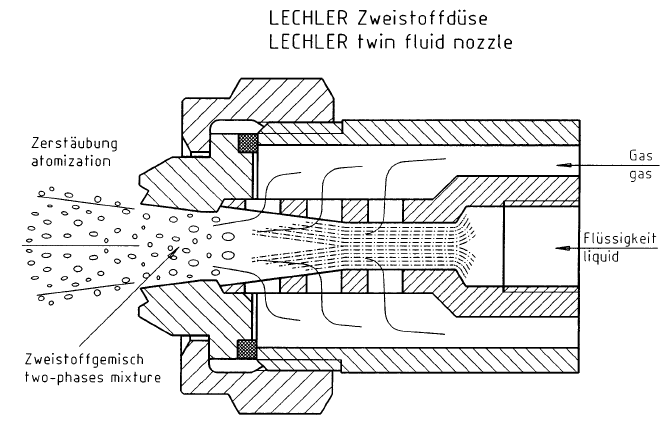 LECHLER Zweistoffdüse
LECHLER twin fluid nozzle
Zerstäubung
atomization
Gas
gas
Flüssigkeit
liquid
Zweistoffgemisch
two-phases mixture